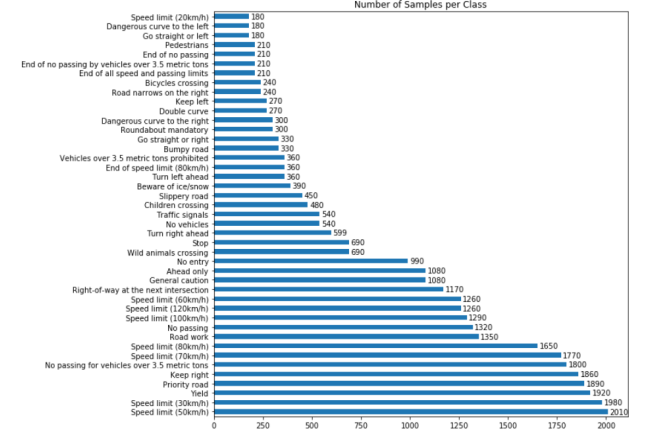 Number of Samples per Class
Speed limit (20km/h) 180
Dangerous curve to the left 180
Go straight or left 180
Pedestrians 210
End of no passing 210
End of no passing by vehicles over 3.5 metric tons 210
End of all speed and passing limits 210
Bicycles crossing 240
Road narrows on the right 240
Keep left 270
Double curve 270
Dangerous curve to the right 300
Roundabout mandatory 300
Go straight or right 330
Bumpy road 330
Vehicles over 3.5 metric tons prohibited 360
End of speed limit (80km/h) 360
Turn left ahead 360
Beware of ice/snow 390
Slippery road 450
Children crossing 480
Traffic signals 540
No vehicles 540
Turn right ahead 599
Stop 690
Wild animals crossing 690
No entry 990
Ahead only 1080
General caution 1080
Right-of-way at the next intersection 1170
Speed limit (60km/h) 1260
Speed limit (120km/h) 1260
Speed limit (100km/h) 1290
No passing 1320
Road work 1350
Speed limit (80km/h) 1650
Speed limit (70km/h) 1770
No passing for vehicles over 3.5 metric tons 1800
Keep right 1860
Priority road 1890
Yield 1920
Speed limit (30km/h) 1980
Speed limit (50km/h) 2010
0 250 500 750 1000 1250 1500 1750 2000